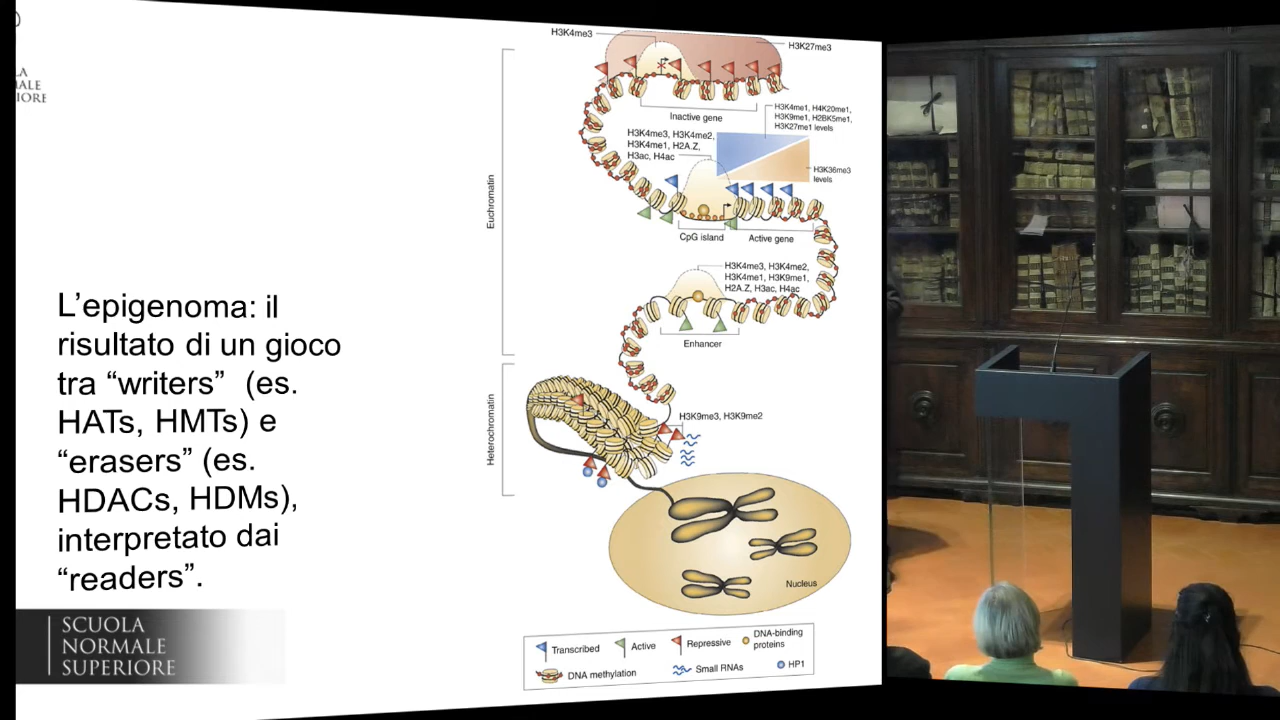 LA
ALE
IORE
L’epigenoma: il
risultato di un gioco
tra “writers” (es.
HATs, HMTs) e
“erasers” (es.
HDACs, HDMs),
interpretato dai
“readers”.
SCUOLA
NORMALE
SUPERIORE
H3K4me3
H3K27me3
Inactive gene
H3K4me1, H4K20me1,
H3K9me1, H2BK5me1,
H3K27me1 levels
H3K4me3, H3K4me2,
H3K4me1, H2A.Z,
H3ac, H4ac
H3K36me3
levels
Euchromatin
CpG island
Active gene
H3K4me3, H3K4me2,
H3K4me1, H3K9me1,
H2A.Z, H3ac, H4ac
Enhancer
Heterochromatin
H3K9me3, H3K9me2
Nucleus
Transcribed
Active
Repressive
DNA-binding
proteins
DNA methylation
Small RNAs
HP1